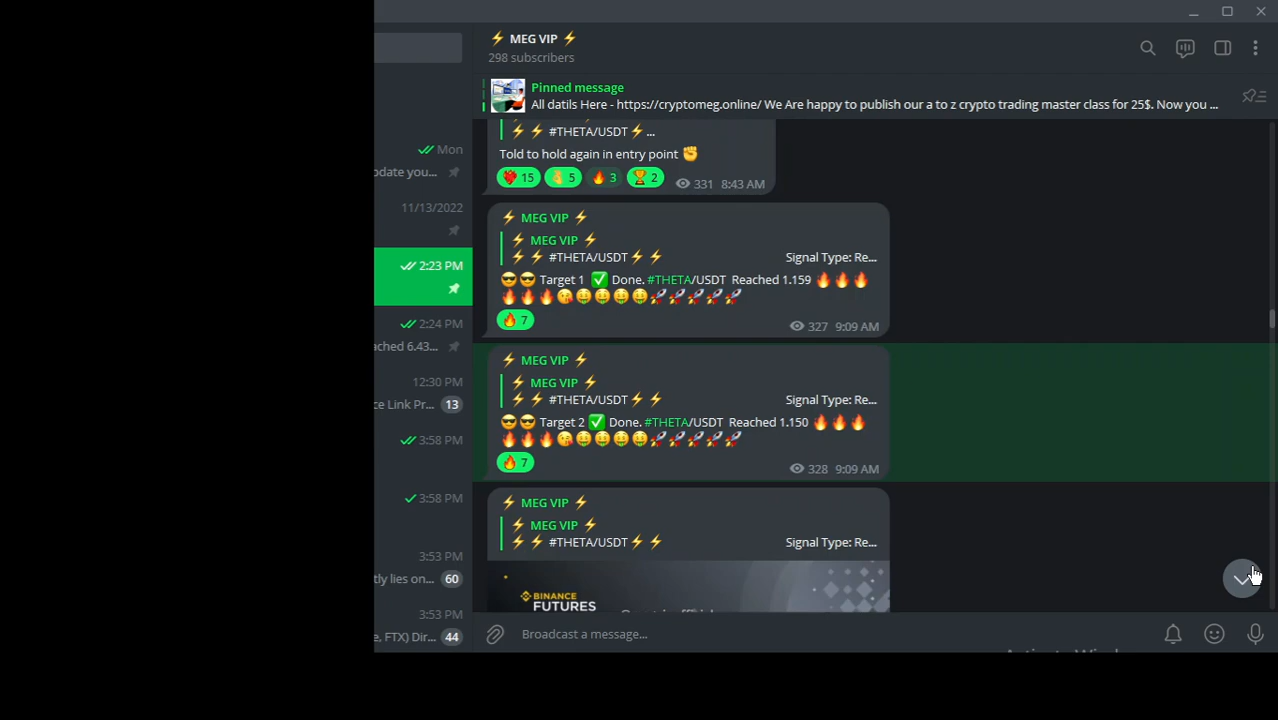 ⚡ MEG VIP ⚡
298 subscribers
Pinned message
All datils Here - https://cryptomeg.online/ We Are happy to publish our a to z crypto trading master class for 25$. Now you ...
⚡ ⚡ #THETA/USDT ⚡ ...
Told to hold again in entry point ✊
❤️‍🔥 15 5 🔥 3 🏆 2 331 8:43 AM
Mon
pdate you...
11/13/2022
2:23 PM
2:24 PM
ached 6.43...
12:30 PM
ce Link Pr... 13
3:58 PM
3:58 PM
3:53 PM
tly lies on... 60
3:53 PM
e, FTX) Dir... 44
⚡ MEG VIP ⚡
⚡ MEG VIP ⚡
⚡ ⚡ #THETA/USDT ⚡ ⚡ Signal Type: Re...
😎😎 Target 1 ✅ Done. #THETA/USDT Reached 1.159 🔥🔥🔥
🔥🔥🔥😘🤑🤑🤑🤑🚀🚀🚀🚀🚀
🔥 7
327 9:09 AM
⚡ MEG VIP ⚡
⚡ MEG VIP ⚡
⚡ ⚡ #THETA/USDT ⚡ ⚡ Signal Type: Re...
😎😎 Target 2 ✅ Done. #THETA/USDT Reached 1.150 🔥🔥🔥
🔥🔥🔥😘🤑🤑🤑🤑🚀🚀🚀🚀🚀
🔥 7
328 9:09 AM
⚡ MEG VIP ⚡
⚡ MEG VIP ⚡
⚡ ⚡ #THETA/USDT ⚡ ⚡ Signal Type: Re...
BINANCE
FUTURES
Broadcast a message...